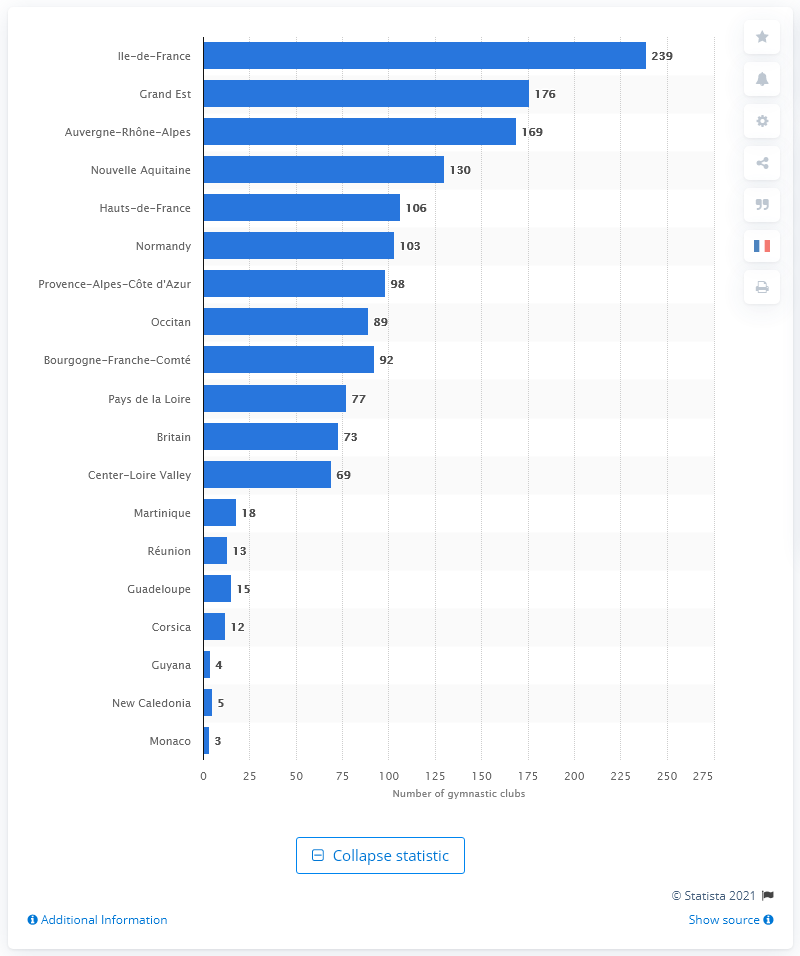 Ile-de-France 239
Grand Est 176
Auvergne-Rhône-Alpes 169
Nouvelle Aquitaine 130
Hauts-de-France 106
Normandy 103
Provence-Alpes-Côte d'Azur 98
Occitan 89
Bourgogne-Franche-Comté 92
Pays de la Loire 77
Britain 73
Center-Loire Valley 69
Martinique 18
Réunion 13
Guadeloupe 15
Corsica 12
Guyana 4
New Caledonia 5
Monaco 3
0 25 50 75 100 125 150 175 200 225 250 275
Number of gymnastic clubs
Collapse statistic
© Statista 2021
Additional Information Show source